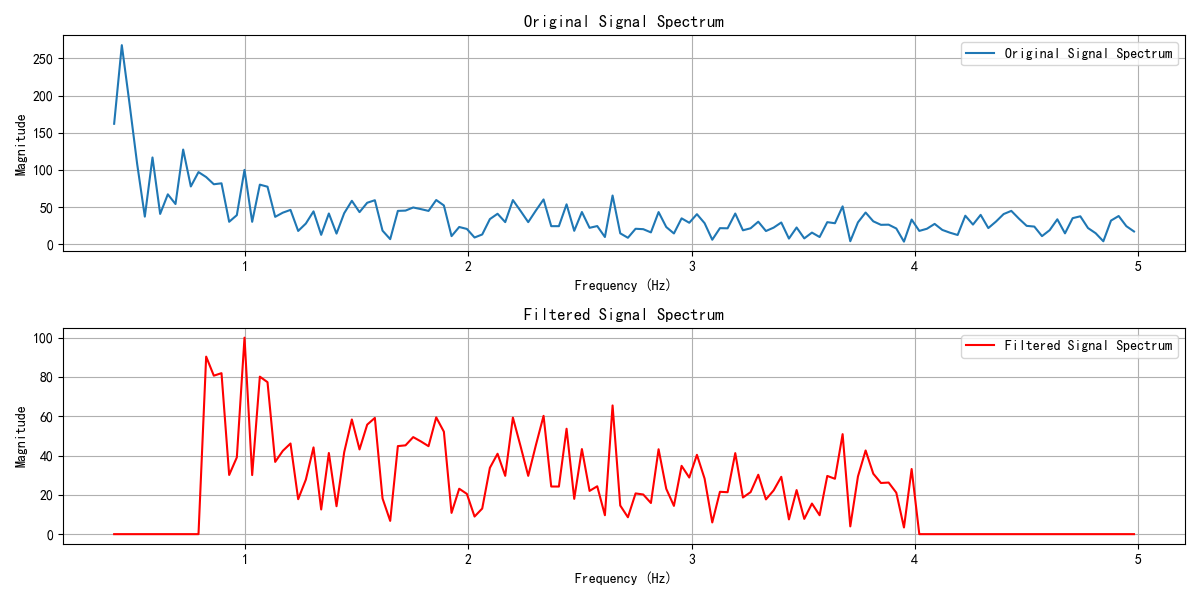 Original Signal Spectrum
Original Signal Spectrum
250
200
150
100
50
0
Magnitude
1 2 3 4 5
Frequency (Hz)
Filtered Signal Spectrum
Filtered Signal Spectrum
100
80
60
40
20
0
Magnitude
1 2 3 4 5
Frequency (Hz)